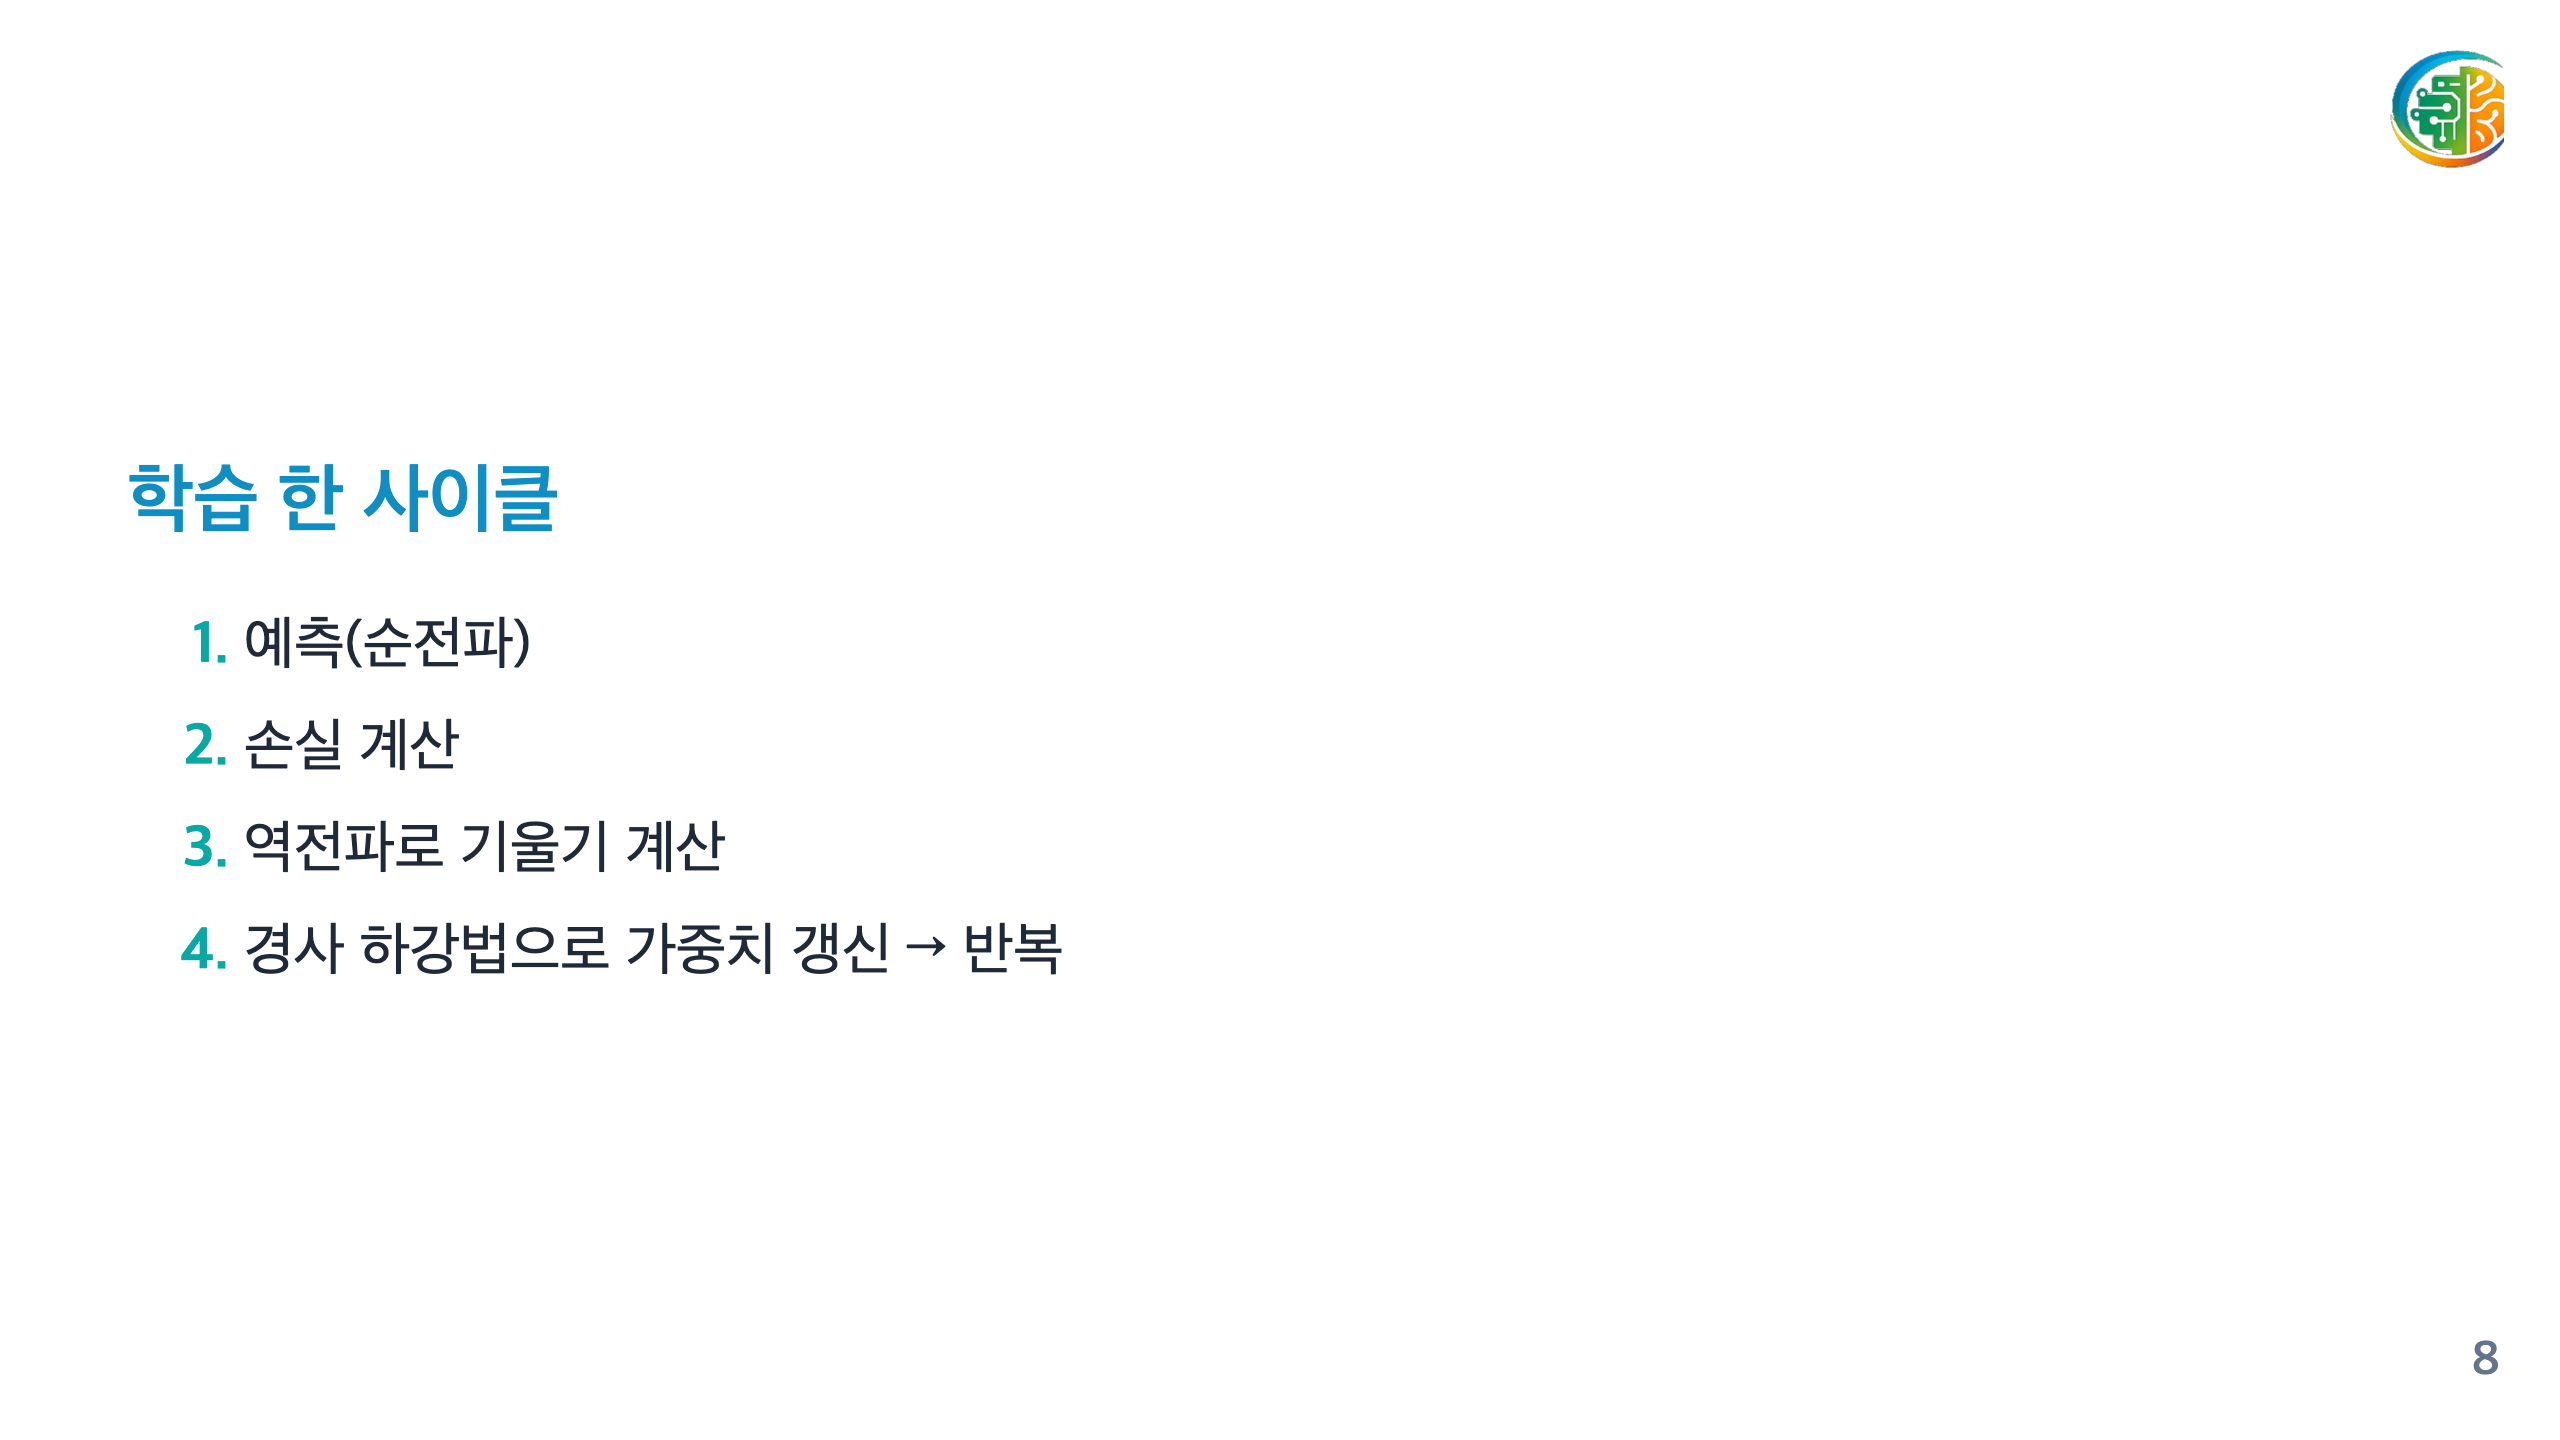 학습 한 사이클
1. 예측(순전파)
2. 손실 계산
3. 역전파로 기울기 계산
4. 경사 하강법으로 가중치 갱신 → 반복
8